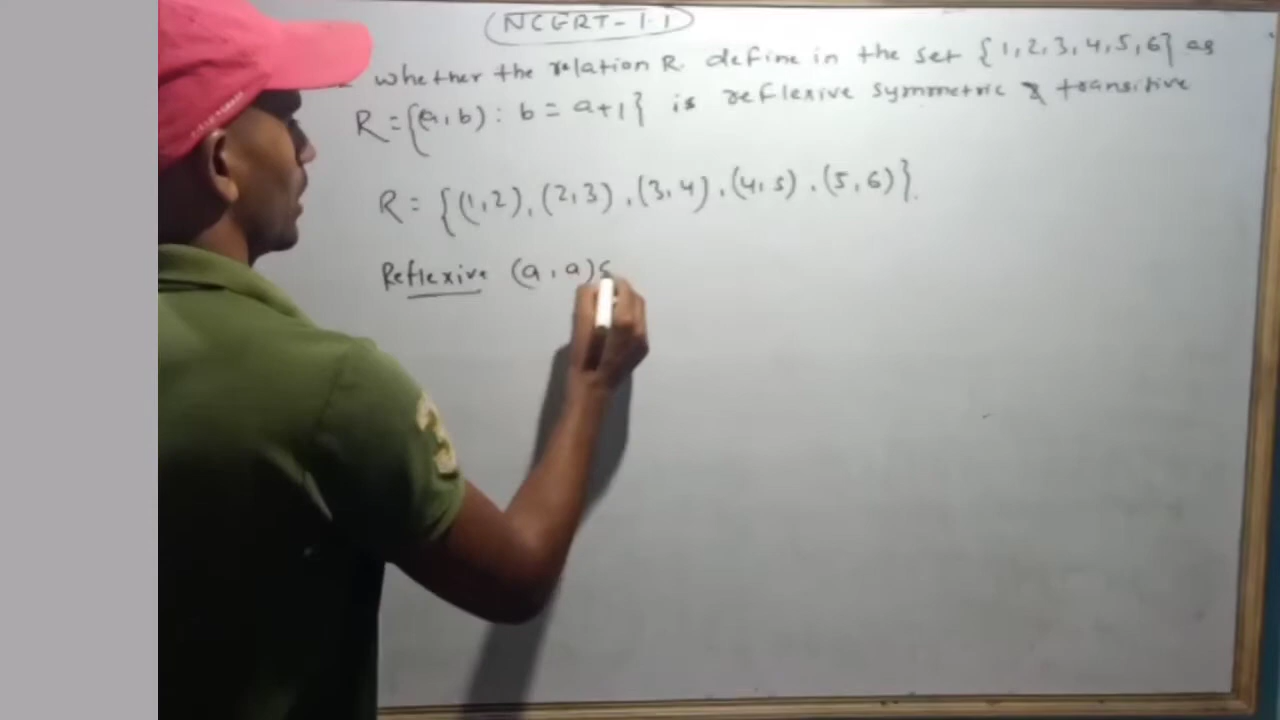 NCERT-1.1
whether the relation R define in the set {1,2,3,4,5,6} as
R={(a,b): b=a+1} is reflexive symmetric & transitive
R= {(1,2),(2,3),(3,4),(4,5),(5,6)}.
Reflexive (a,a)
3